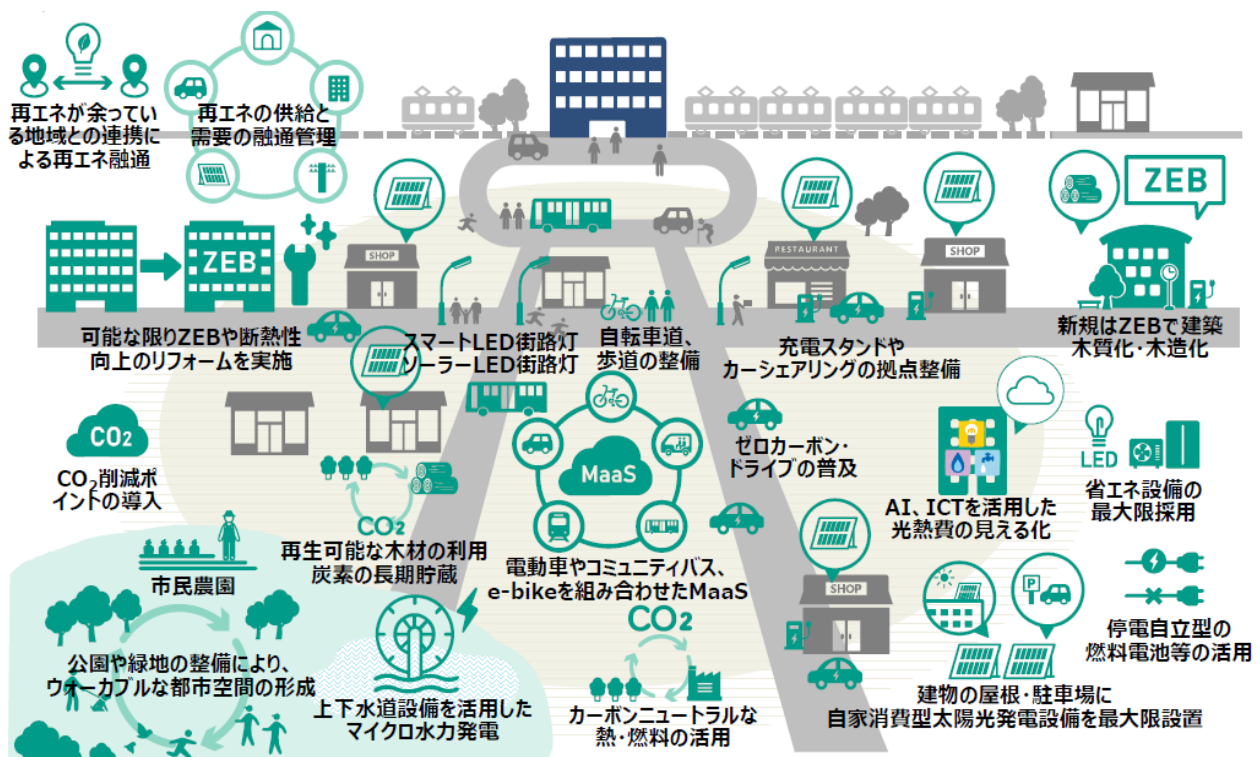 再エネが余ってい
る地域との連携に
よる再エネ融通
再エネの供給と
需要の融通管理
ZEB
ZEB
SHOP
RESTAURANT
SHOP
可能な限りZEBや断熱性
向上のリフォームを実施
スマートLED街路灯
ソーラーLED街路灯
自転車道、
歩道の整備
充電スタンドや
カーシェアリングの拠点整備
新規はZEBで建築
木質化・木造化
CO2
CO2削減ポ
イントの導入
CO2
再生可能な木材の利用
炭素の長期貯蔵
MaaS
電動車やコミュニティバス、
e-bikeを組み合わせたMaaS
ゼロカーボン・
ドライブの普及
AI、ICTを活用した
光熱費の見える化
LED
省エネ設備の
最大限採用
市民農園
公園や緑地の整備により、
ウォーカブルな都市空間の形成
上下水道設備を活用した
マイクロ水力発電
CO2
カーボンニュートラルな
熱・燃料の活用
SHOP
P
建物の屋根・駐車場に
自家消費型太陽光発電設備を最大限設置
停電自立型の
燃料電池等の活用